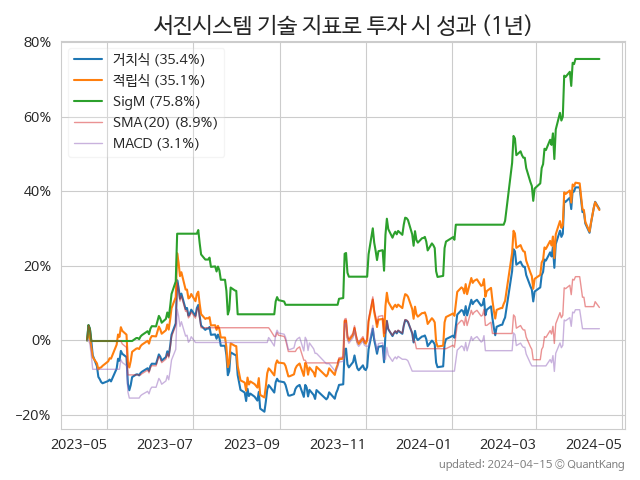 서진시스템 기술 지표로 투자 시 성과 (1년)
80%
60%
40%
20%
0%
−20%
거치식 (35.4%)
적립식 (35.1%)
SigM (75.8%)
SMA(20) (8.9%)
MACD (3.1%)
2023-05 2023-07 2023-09 2023-11 2024-01 2024-03 2024-05
updated: 2024-04-15 © QuantKang